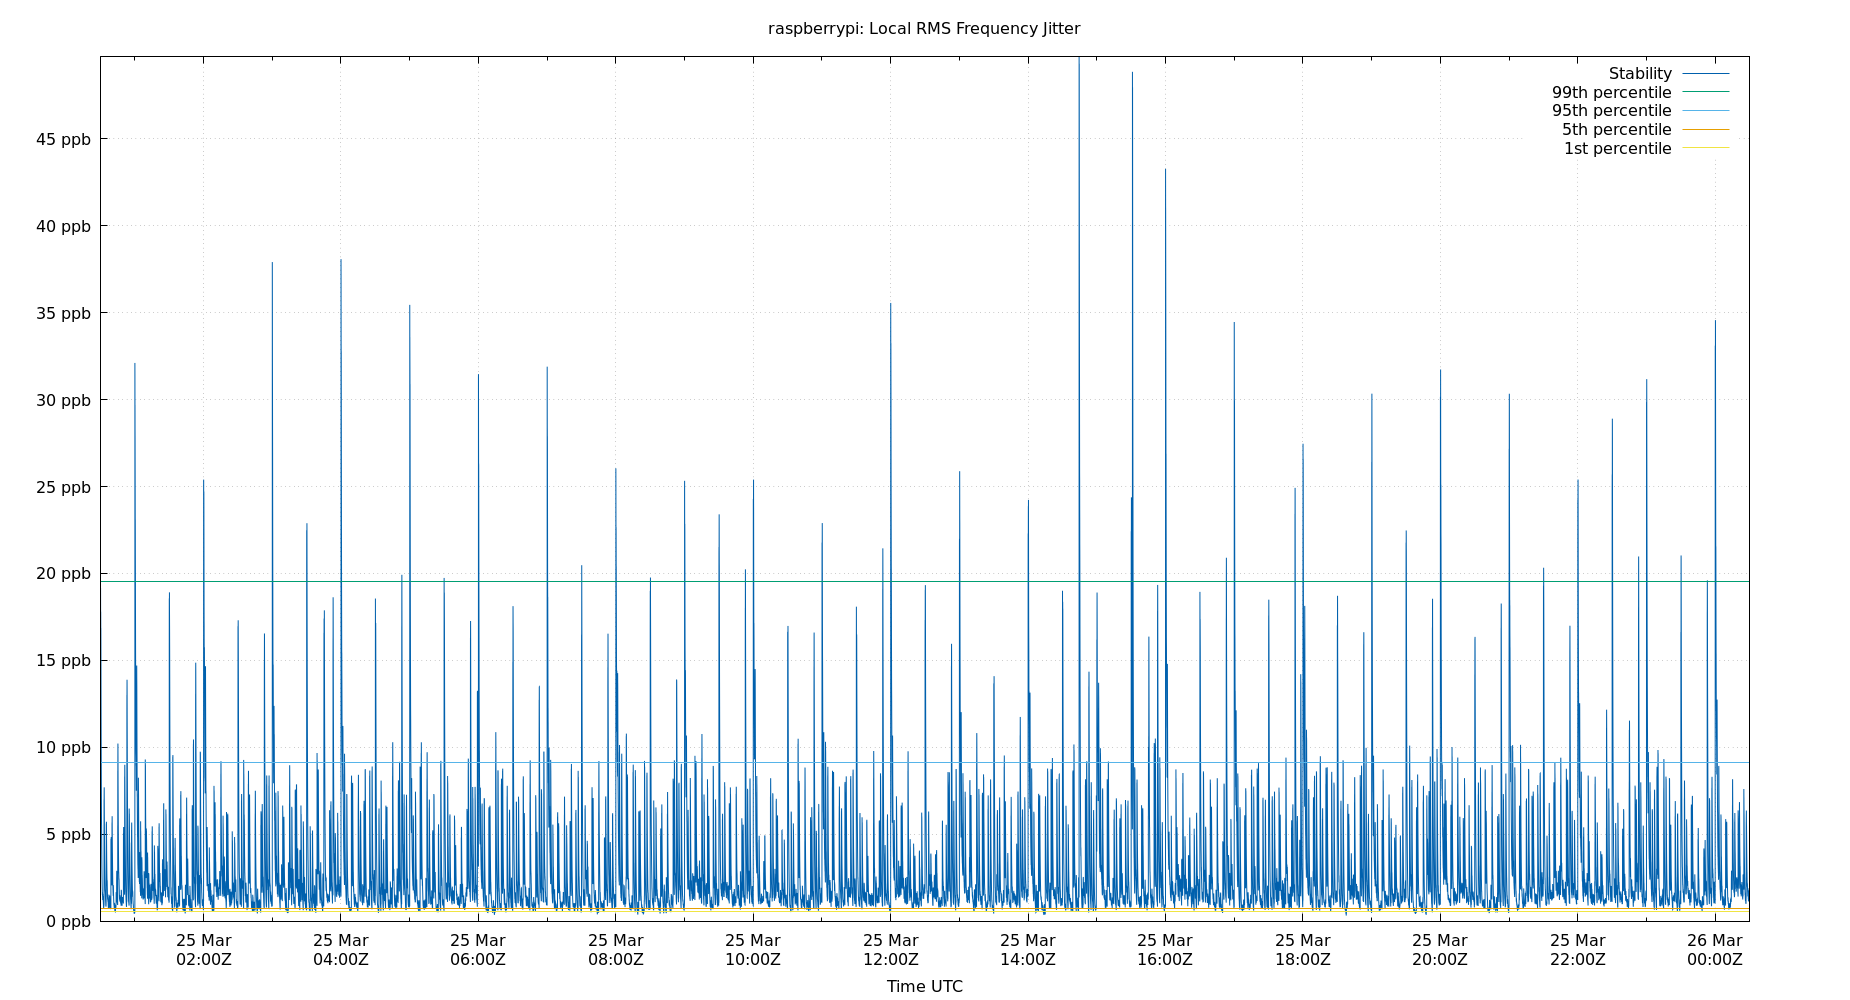 raspberrypi: Local RMS Frequency Jitter
Stability
99th percentile
95th percentile
5th percentile
1st percentile
45 ppb
40 ppb
35 ppb
30 ppb
25 ppb
20 ppb
15 ppb
10 ppb
5 ppb
0 ppb
25 Mar 25 Mar 25 Mar 25 Mar 25 Mar 25 Mar 25 Mar 25 Mar 25 Mar 25 Mar 25 Mar 26 Mar
02:00Z 04:00Z 06:00Z 08:00Z 10:00Z 12:00Z 14:00Z 16:00Z 18:00Z 20:00Z 22:00Z 00:00Z
Time UTC